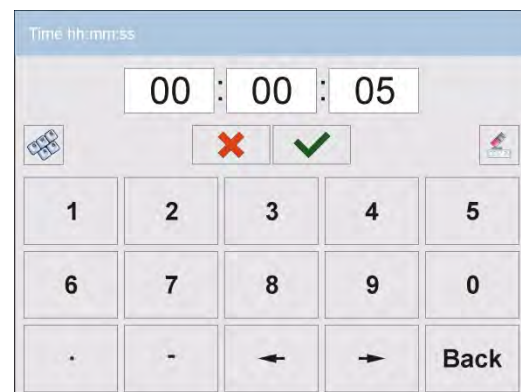 Time hh:mm:ss
00 : 00 : 05
1 2 3 4 5
6 7 8 9 0
. - ← → Back